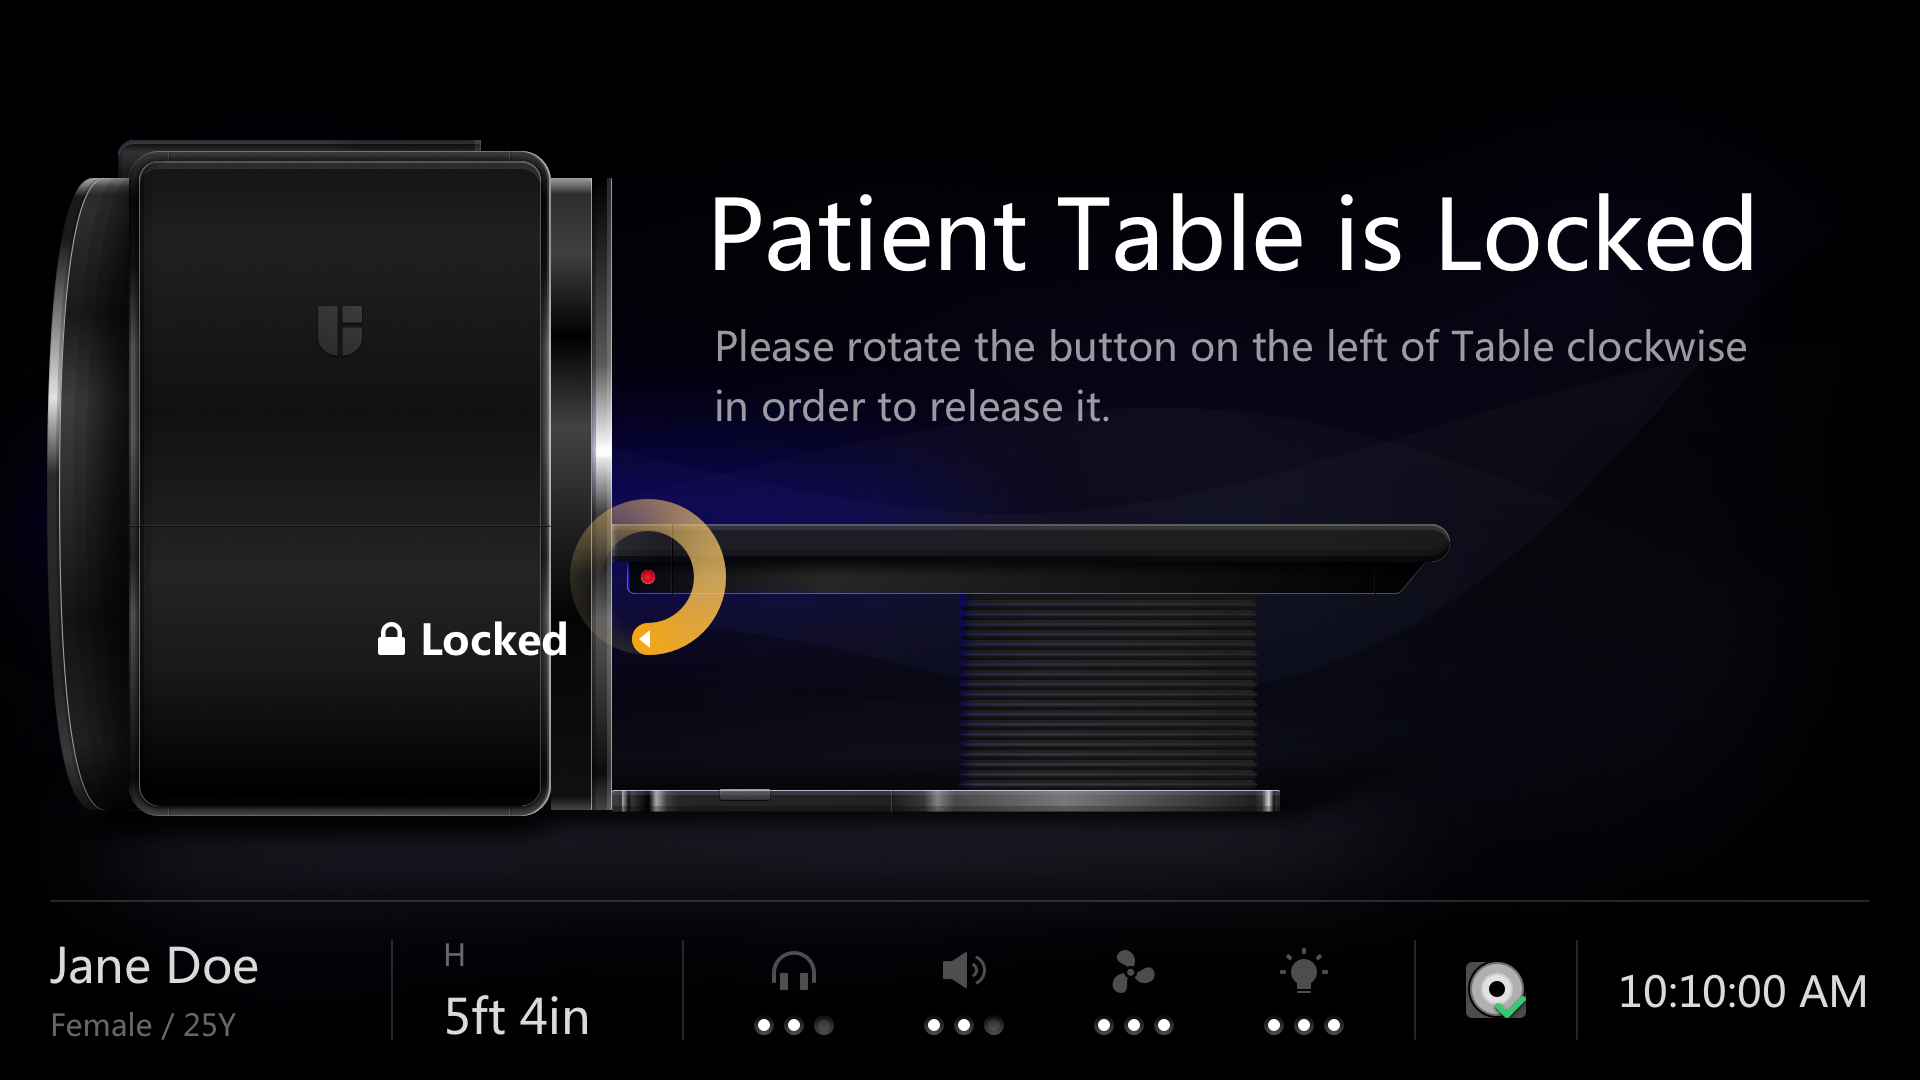 Patient Table is Locked
Please rotate the button on the left of Table clockwise
in order to release it.
Locked
Jane Doe
Female / 25Y
H
5ft 4in
10:10:00 AM